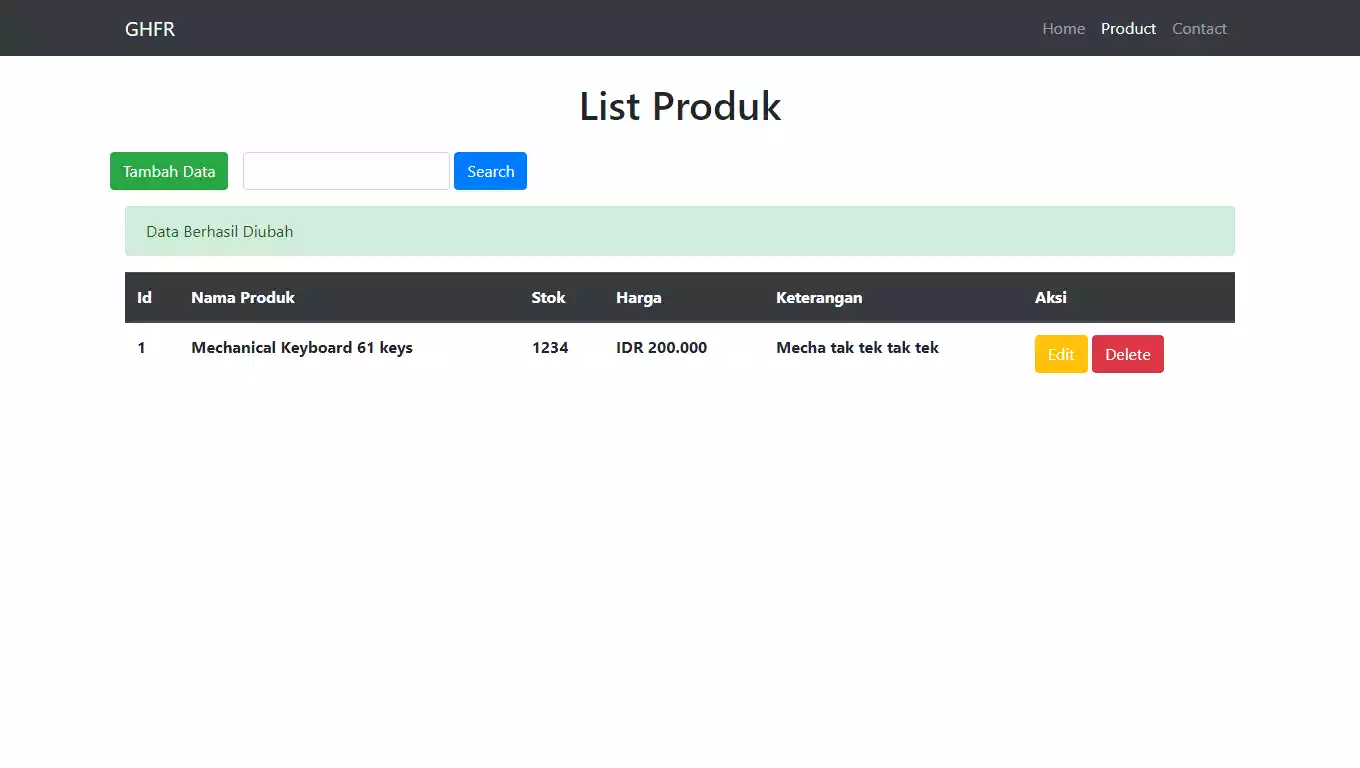 GHFR Home Product Contact
List Produk
Tambah Data Search
Data Berhasil Diubah
Id Nama Produk Stok Harga Keterangan Aksi
1 Mechanical Keyboard 61 keys 1234 IDR 200.000 Mecha tak tek tak tek Edit Delete